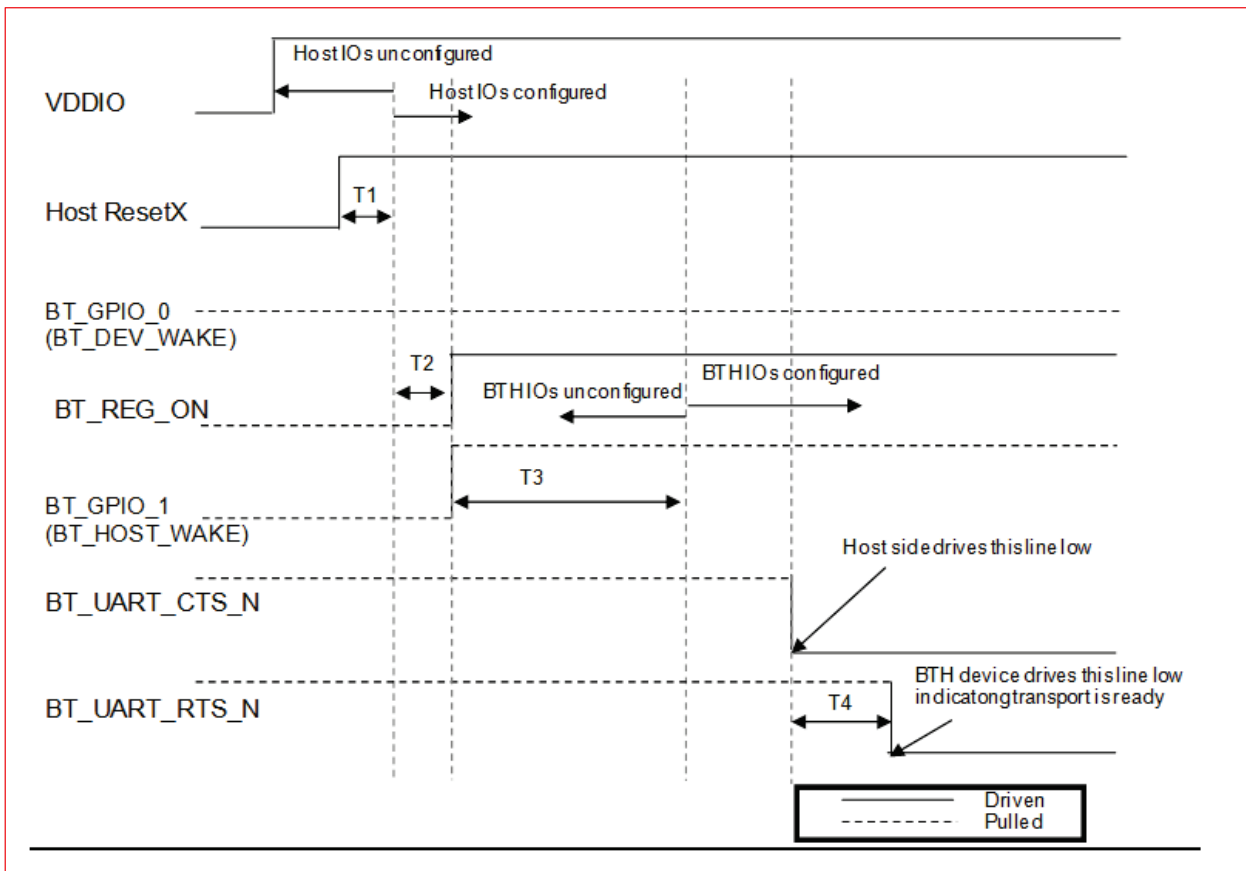 Host IOs unconfigured
VDDIO
Host IOs configured
Host ResetX
T1
BT_GPIO_0
(BT_DEV_WAKE)
T2
BTH IOs configured
BTH IOs unconfigured
BT_REG_ON
T3
BT_GPIO_1
(BT_HOST_WAKE)
Host side drives this line low
BT_UART_CTS_N
BTH device drives this line low
indicatong transport is ready
BT_UART_RTS_N
T4
Driven
Pulled